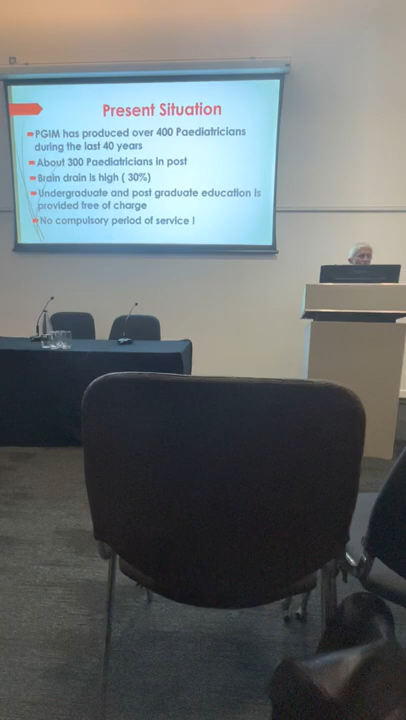 Present Situation
PGIM has produced over 400 Paediatricians
during the last 40 years
About 300 Paediatricians in post
Brain drain is high ( 30%)
Undergraduate and post graduate education is
provided free of charge
No compulsory period of service !